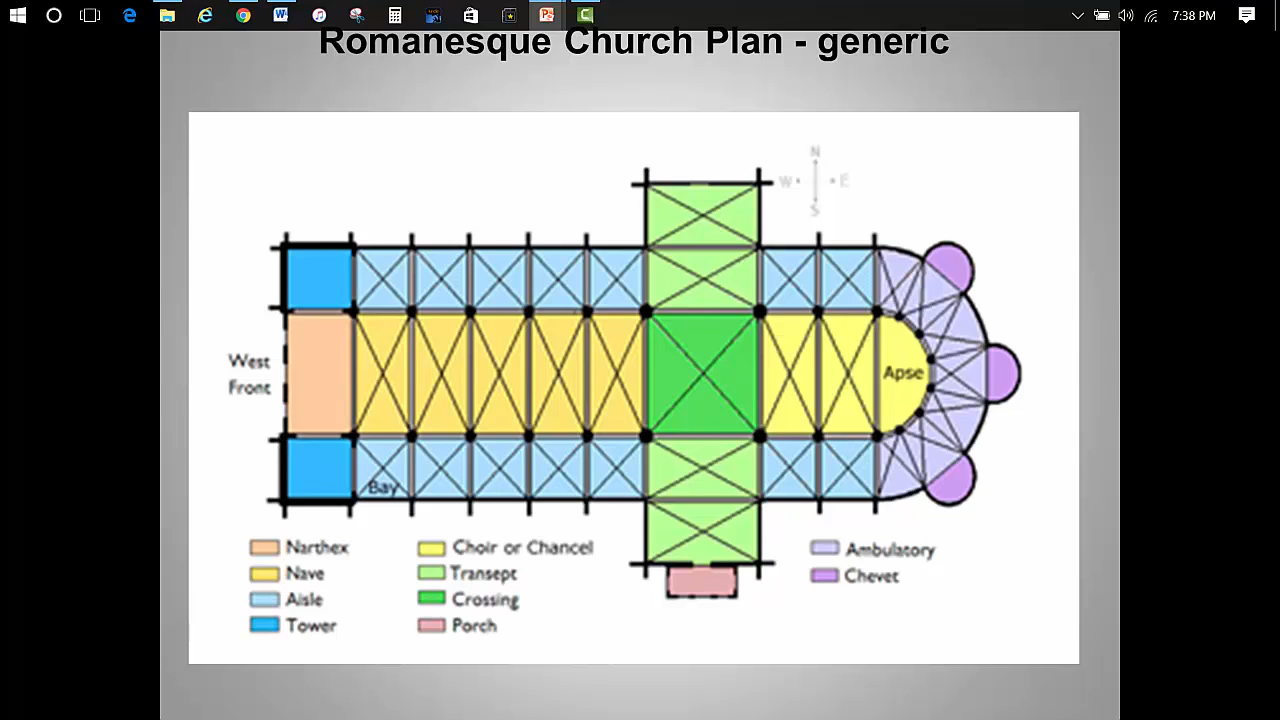 7:38 PM
Romanesque Church Plan - generic
N
W E
S
West
Front
Apse
Bay
Narthex
Nave
Aisle
Tower
Choir or Chancel
Transept
Crossing
Porch
Ambulatory
Chevet